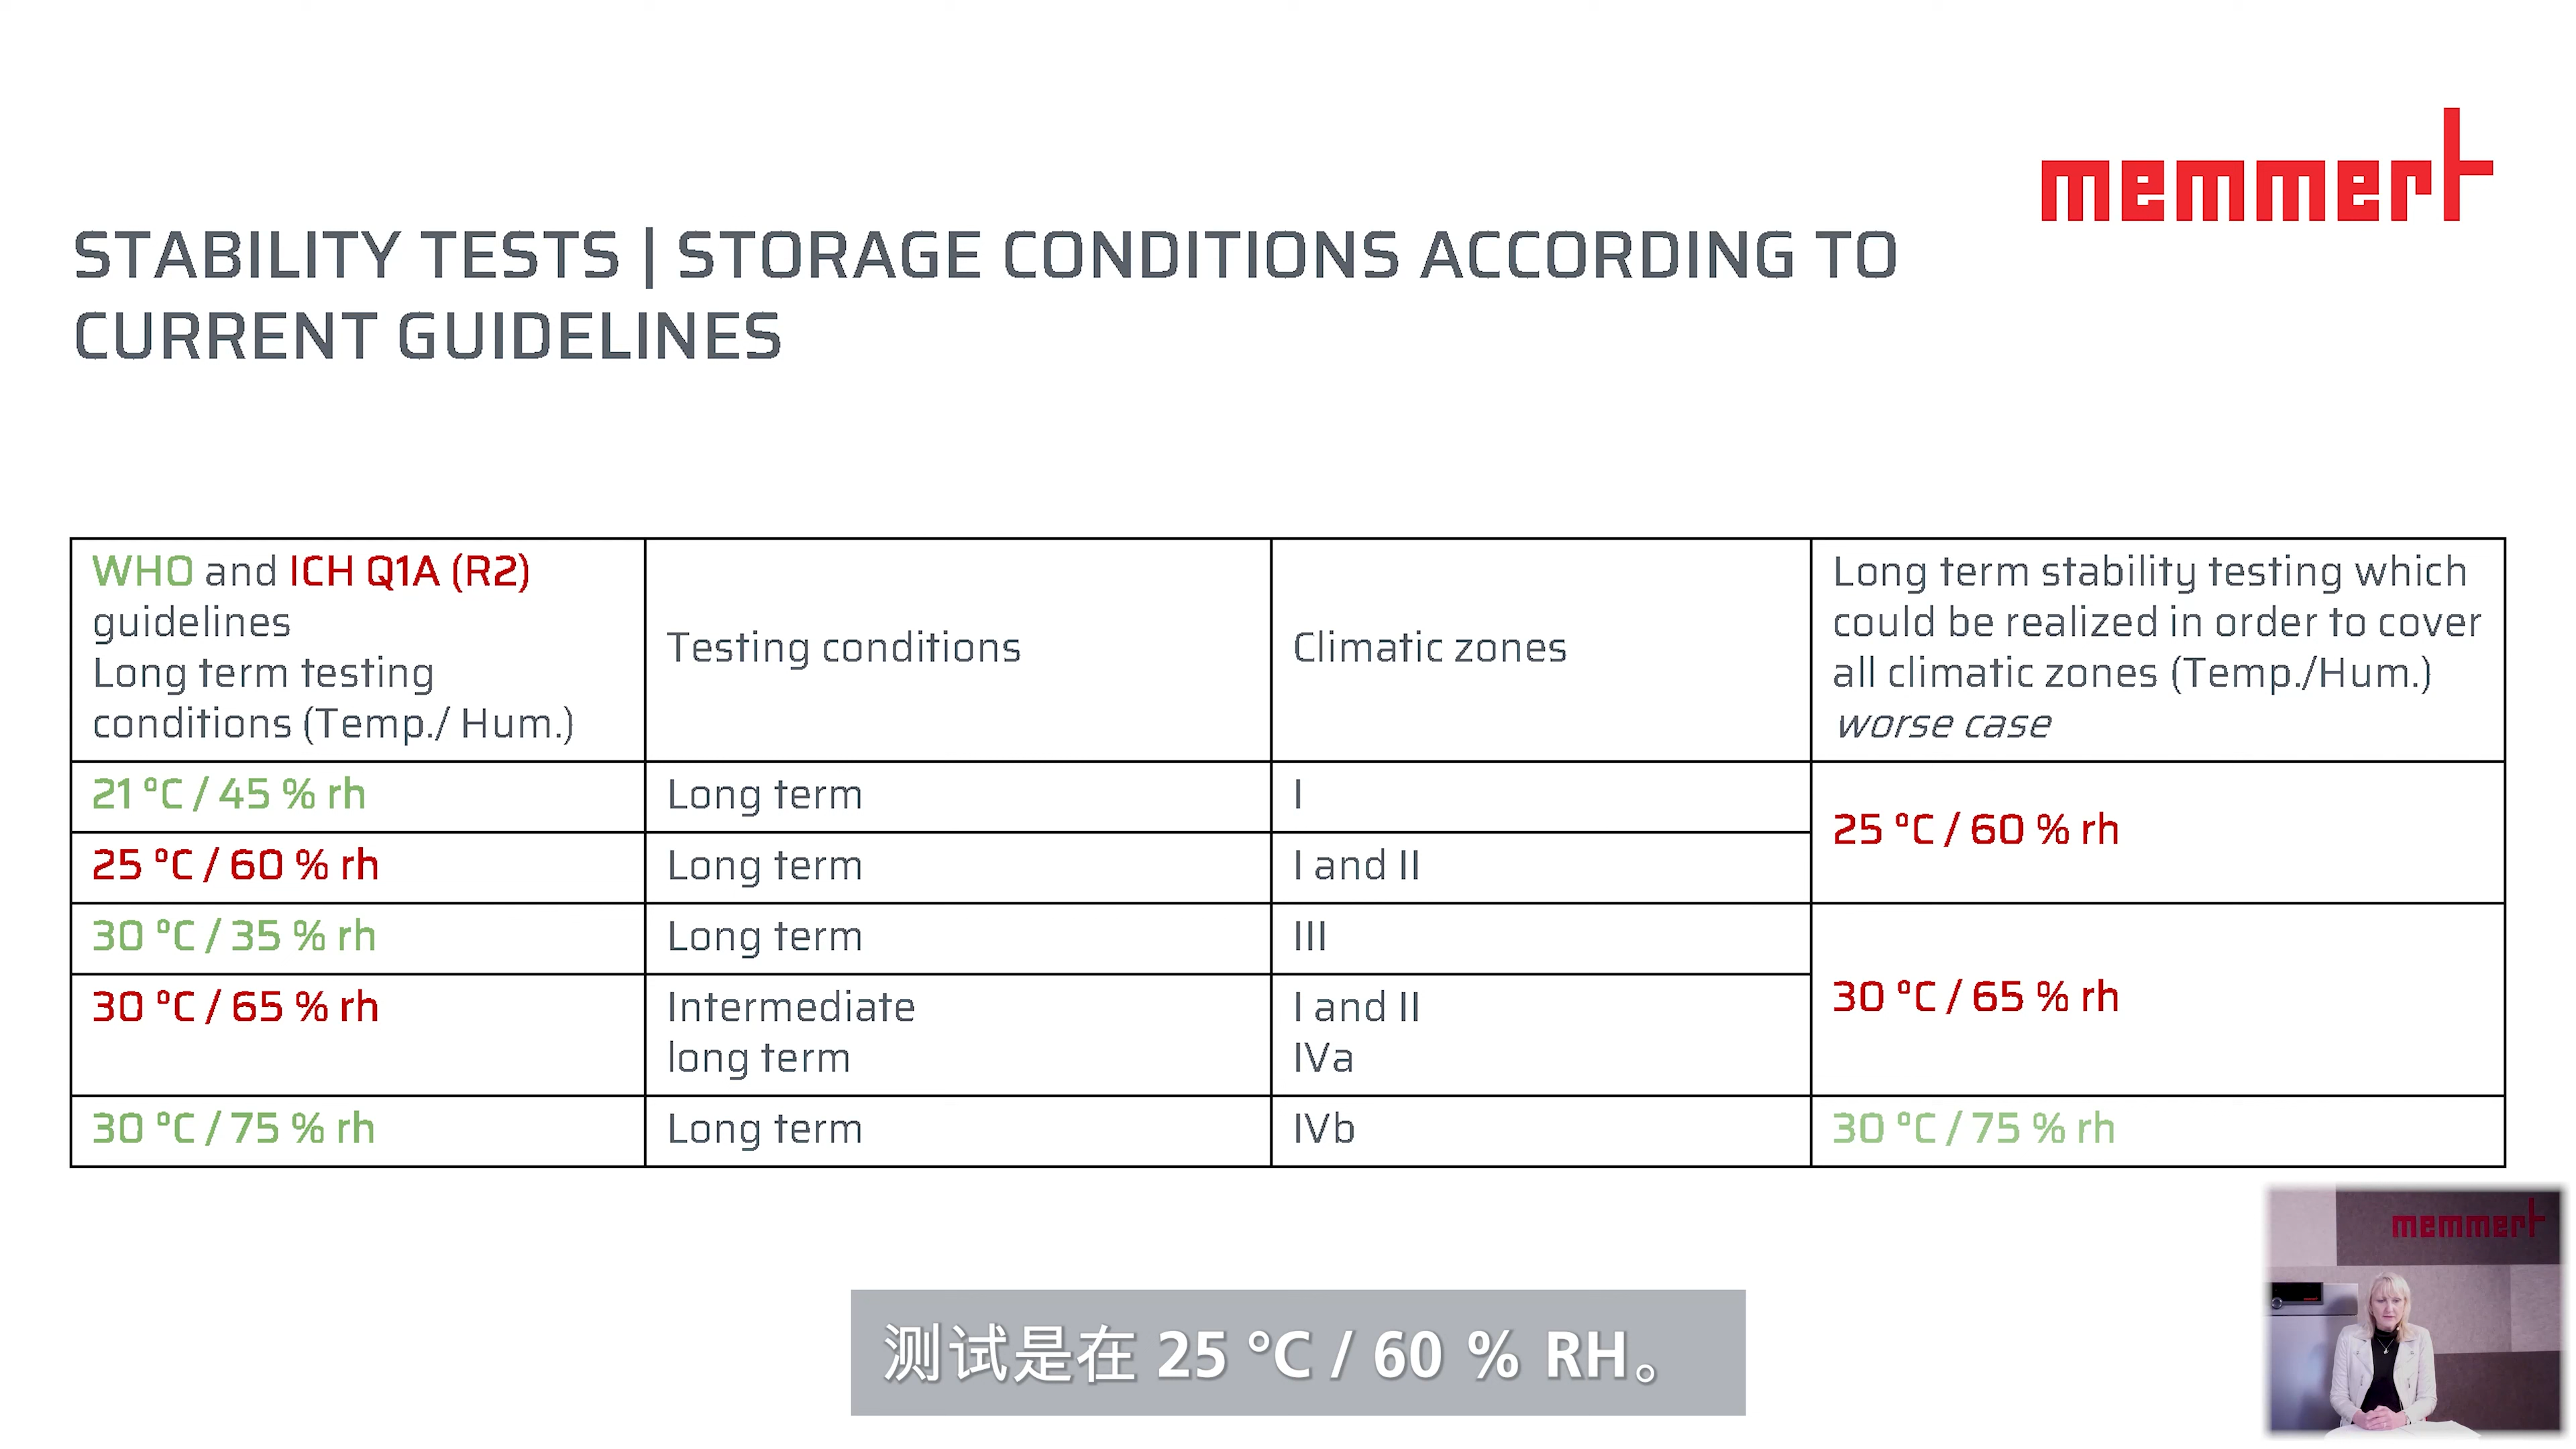 memmert
STABILITY TESTS | STORAGE CONDITIONS ACCORDING TO
CURRENT GUIDELINES
WHO and ICH Q1A (R2)
guidelines
Long term testing
conditions (Temp./ Hum.)
Testing conditions
Climatic zones
Long term stability testing which
could be realized in order to cover
all climatic zones (Temp./Hum.)
worse case
21 °C / 45 % rh
Long term
I
25 °C / 60 % rh
25 °C / 60 % rh
Long term
I and II
30 °C / 35 % rh
Long term
III
30 °C / 65 % rh
30 °C / 65 % rh
Intermediate
long term
I and II
IVa
30 °C / 75 % rh
Long term
IVb
30 °C / 75 % rh
memmert
测试是在 25 °C / 60 % RH。